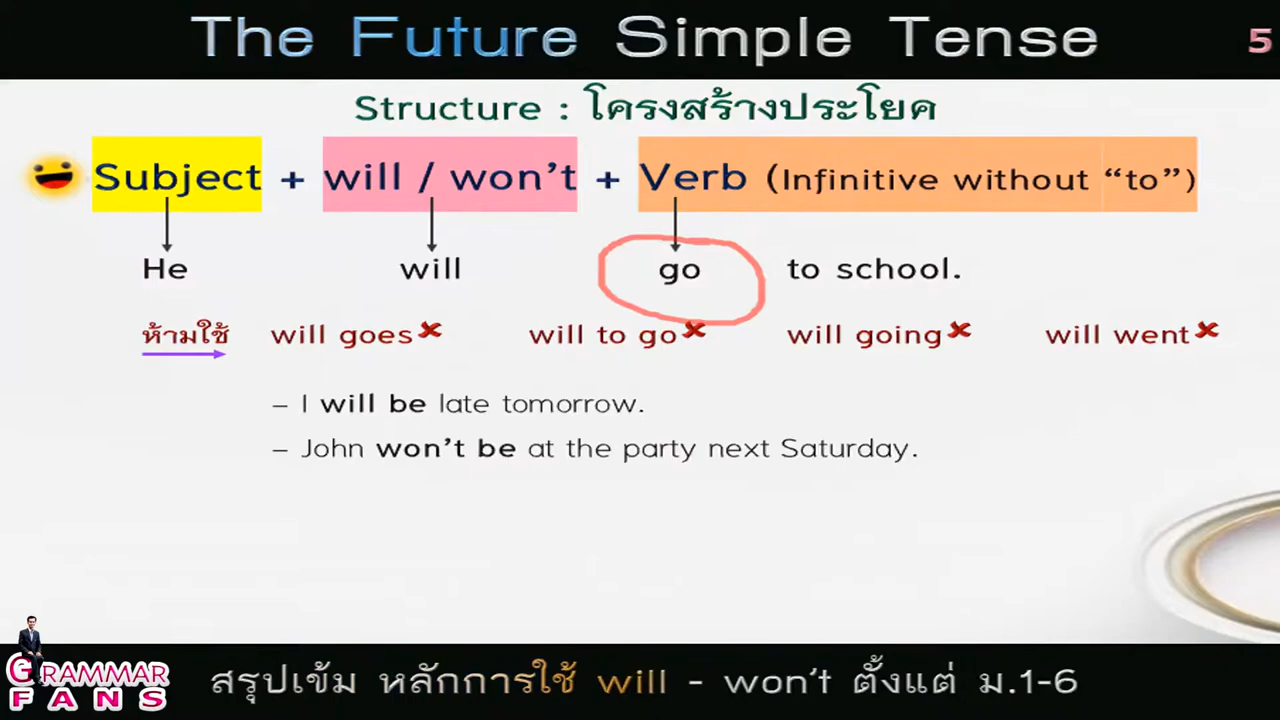 The Future Simple Tense
5
Structure : โครงสร้างประโยค
Subject + will / won't + Verb (Infinitive without “to”)
He will go to school.
ห้ามใช้ will goes✘ will to go✘ will going✘ will went✘
– I will be late tomorrow.
– John won't be at the party next Saturday.
GRAMMAR
FANS
สรุปเข้ม หลักการใช้ will - won't ตั้งแต่ ม.1-6